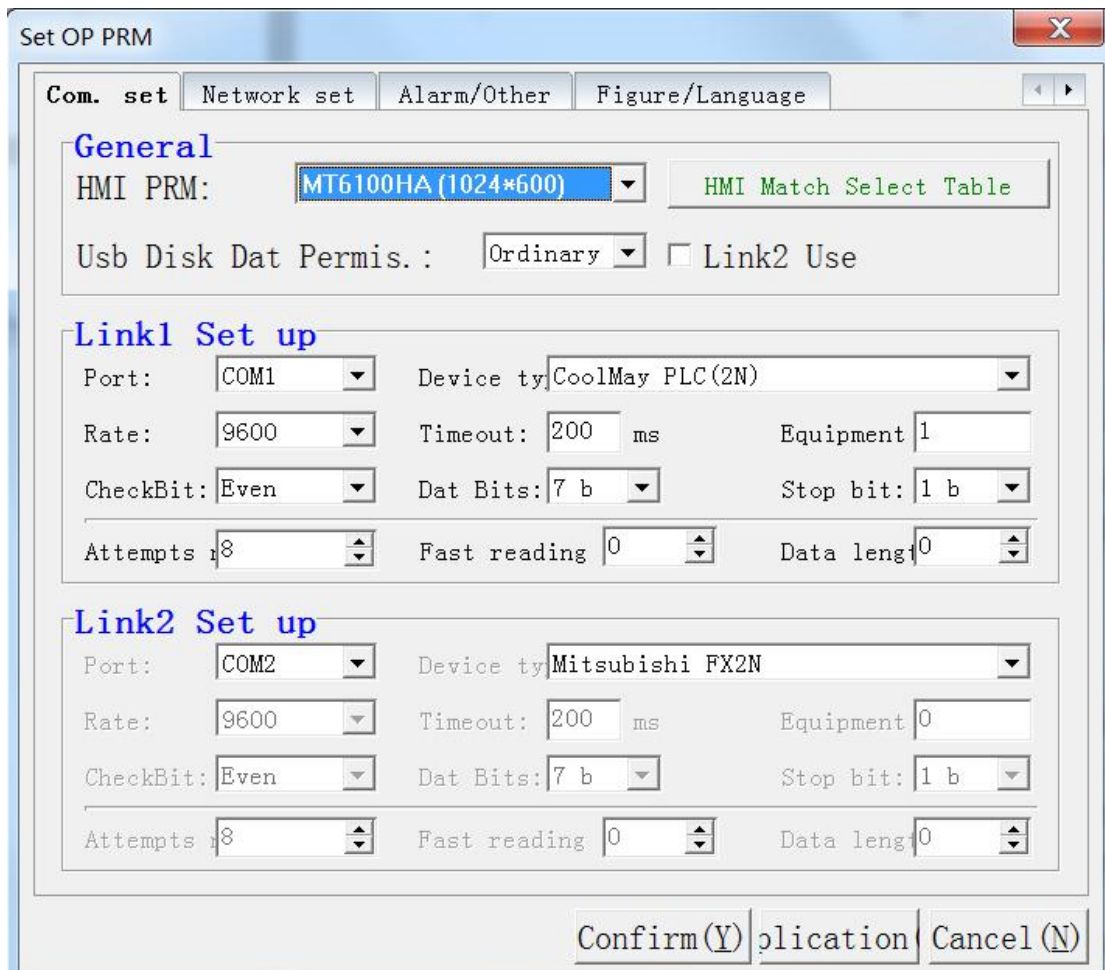 Set OP PRM
Com. set Network set Alarm/Other Figure/Language
General
HMI PRM: MT6100HA (1024*600) HMI Match Select Table
Usb Disk Dat Permis.: Ordinary Link2 Use
Link1 Set up
Port: COM1 Device ty CoolMay PLC(2N)
Rate: 9600 Timeout: 200 ms Equipment 1
CheckBit: Even Dat Bits: 7 b Stop bit: 1 b
Attempts 8 Fast reading 0 Data leng 0
Link2 Set up
Port: COM2 Device ty Mitsubishi FX2N
Rate: 9600 Timeout: 200 ms Equipment 0
CheckBit: Even Dat Bits: 7 b Stop bit: 1 b
Attempts 8 Fast reading 0 Data leng 0
Confirm(Y) plication( Cancel(N)